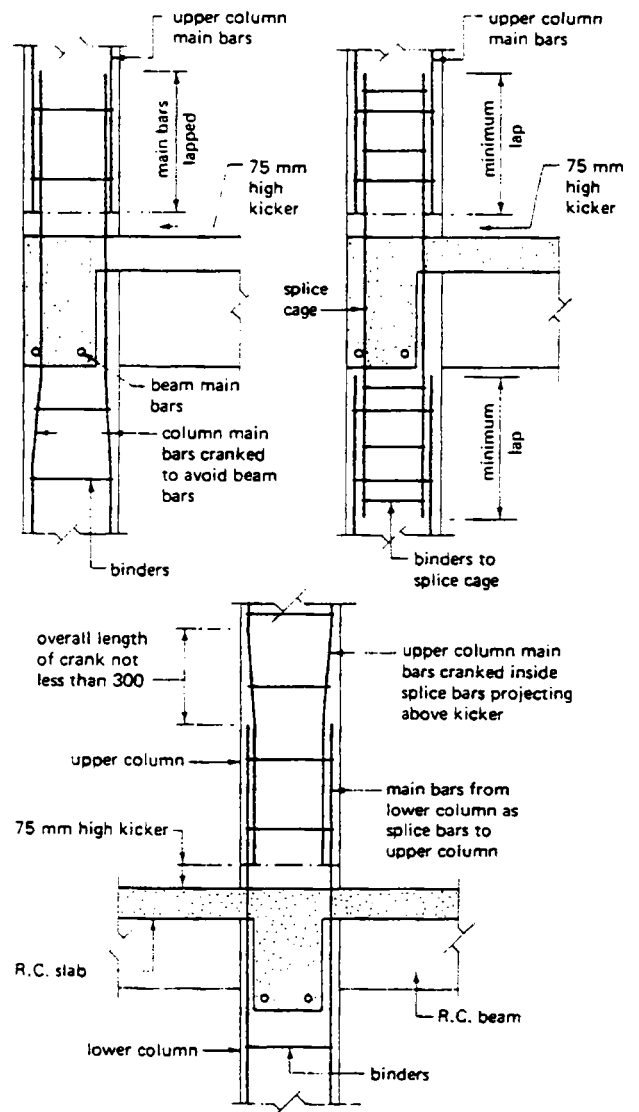 upper column
main bars
main bars
lapped
75 mm
high
kicker
beam main
bars
column main
bars cranked
to avoid beam
bars
binders
upper column
main bars
minimum
lap
75 mm
high
kicker
splice
cage
minimum
lap
binders to
splice cage
overall length
of crank not
less than 300
upper column main
bars cranked inside
splice bars projecting
above kicker
upper column
main bars from
lower column as
splice bars to
upper column
75 mm high kicker
R.C. slab
R.C. beam
lower column
binders